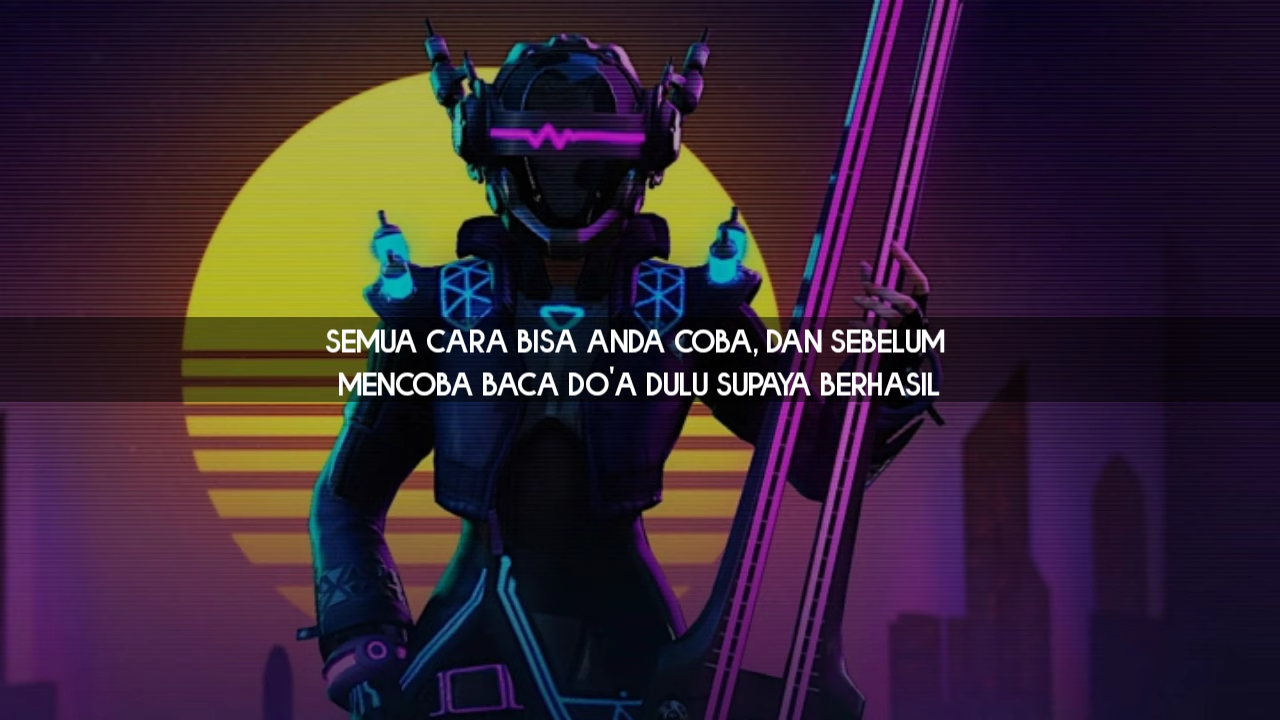 SEMUA CARA BISA ANDA COBA, DAN SEBELUM
MENCOBA BACA DO'A DULU SUPAYA BERHASIL